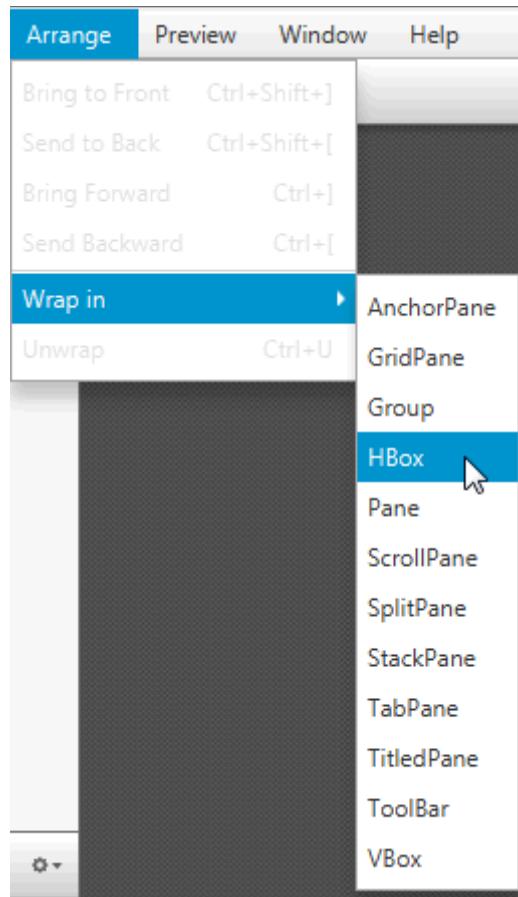 Arrange Preview Window Help
Bring to Front Ctrl+Shift+]
Send to Back Ctrl+Shift+[
Bring Forward Ctrl+]
Send Backward Ctrl+[
Wrap in
Unwrap Ctrl+U
AnchorPane
GridPane
Group
HBox
Pane
ScrollPane
SplitPane
StackPane
TabPane
TitledPane
ToolBar
VBox